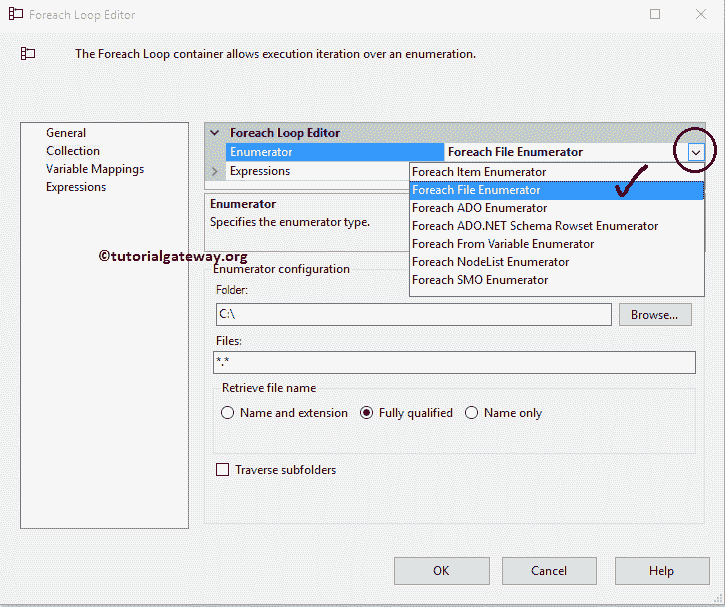 Foreach Loop Editor
The Foreach Loop container allows execution iteration over an enumeration.
General
Collection
Variable Mappings
Expressions
Foreach Loop Editor
Enumerator Foreach File Enumerator
Expressions
Foreach Item Enumerator
Foreach File Enumerator
Foreach ADO Enumerator
Foreach ADO.NET Schema Rowset Enumerator
Foreach From Variable Enumerator
Foreach NodeList Enumerator
Foreach SMO Enumerator
Enumerator
Specifies the enumerator type.
©tutorialgateway.org
Enumerator configuration
Folder:
C:\
Browse...
Files:
*.*
Retrieve file name
Name and extension Fully qualified Name only
Traverse subfolders
OK Cancel Help